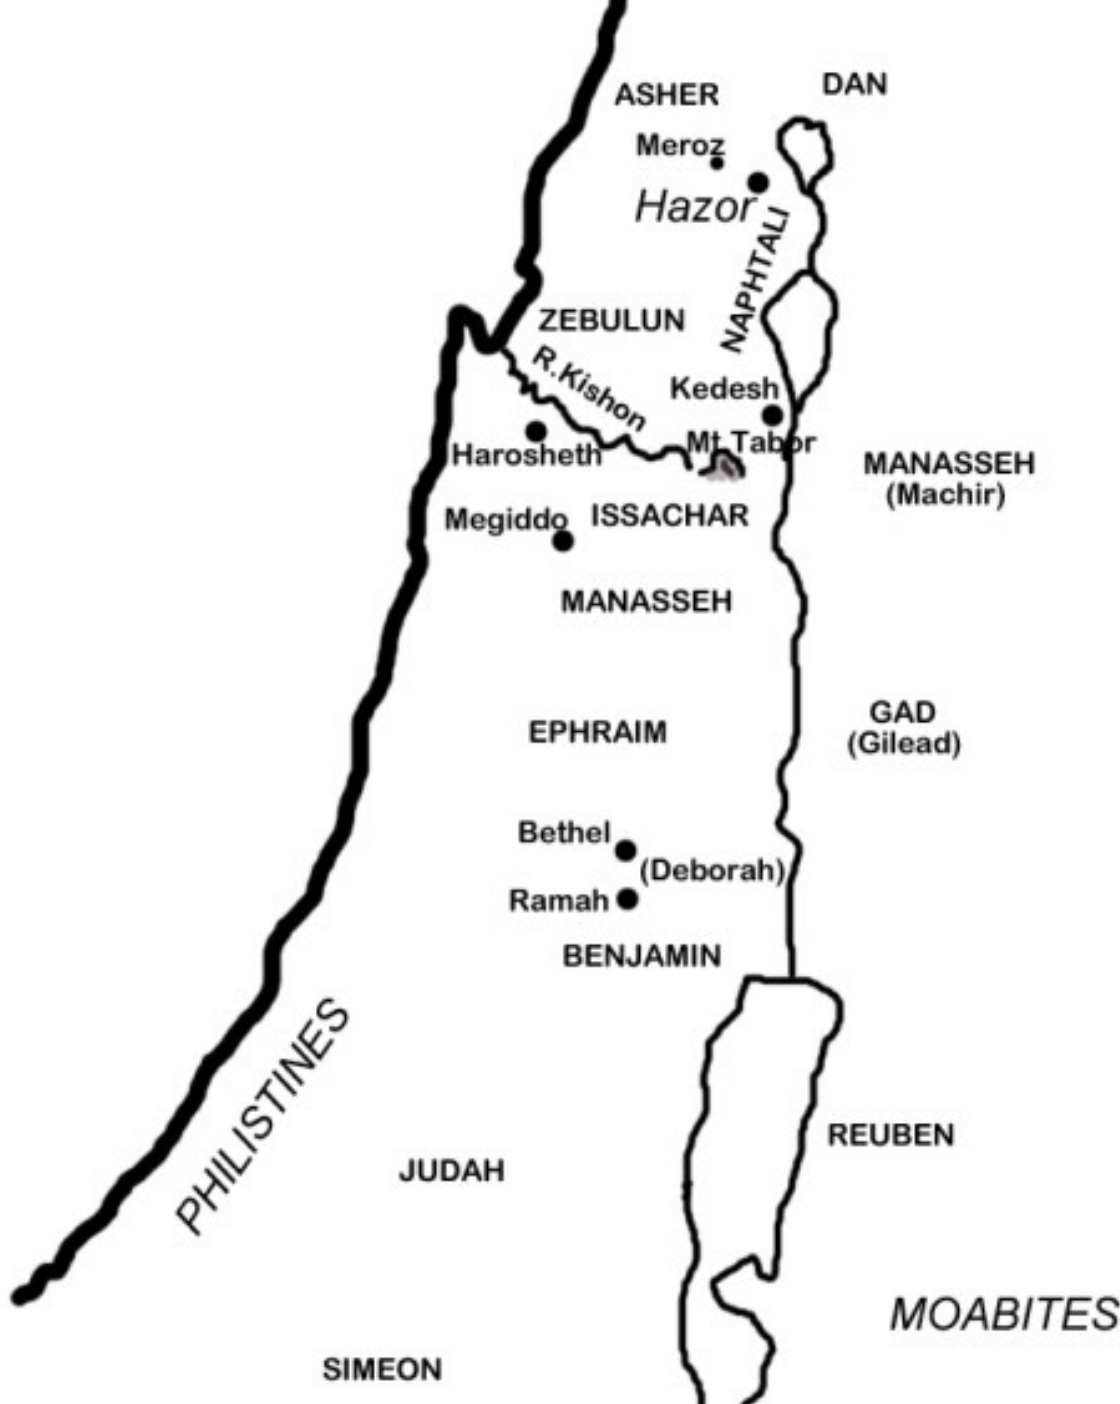 ASHER
DAN
Meroz
Hazor
NAPHTALI
ZEBULUN
R.Kishon
Kedesh
Mt Tabor
Harosheth
MANASSEH
(Machir)
Megiddo
ISSACHAR
MANASSEH
EPHRAIM
GAD
(Gilead)
Bethel
(Deborah)
Ramah
BENJAMIN
PHILISTINES
REUBEN
JUDAH
MOABITES
SIMEON